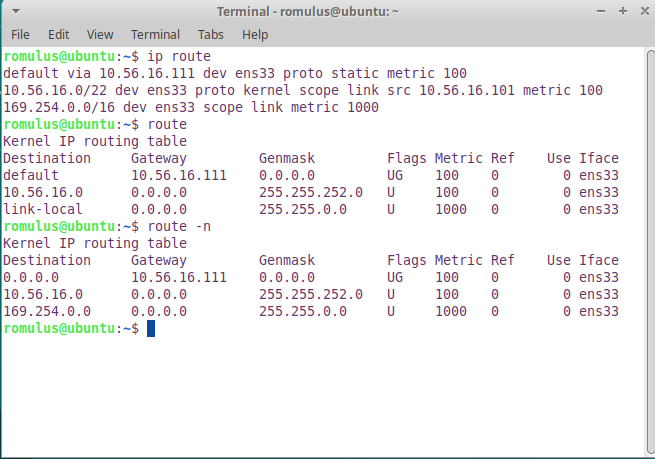 Terminal - romulus@ubuntu: ~
File Edit View Terminal Tabs Help
romulus@ubuntu:~$ ip route
default via 10.56.16.111 dev ens33 proto static metric 100
10.56.16.0/22 dev ens33 proto kernel scope link src 10.56.16.101 metric 100
169.254.0.0/16 dev ens33 scope link metric 1000
romulus@ubuntu:~$ route
Kernel IP routing table
Destination     Gateway         Genmask         Flags Metric Ref    Use Iface
default         10.56.16.111    0.0.0.0         UG    100    0        0 ens33
10.56.16.0      0.0.0.0         255.255.252.0   U     100    0        0 ens33
link-local      0.0.0.0         255.255.0.0     U     1000   0        0 ens33
romulus@ubuntu:~$ route -n
Kernel IP routing table
Destination     Gateway         Genmask         Flags Metric Ref    Use Iface
0.0.0.0         10.56.16.111    0.0.0.0         UG    100    0        0 ens33
10.56.16.0      0.0.0.0         255.255.252.0   U     100    0        0 ens33
169.254.0.0     0.0.0.0         255.255.0.0     U     1000   0        0 ens33
romulus@ubuntu:~$